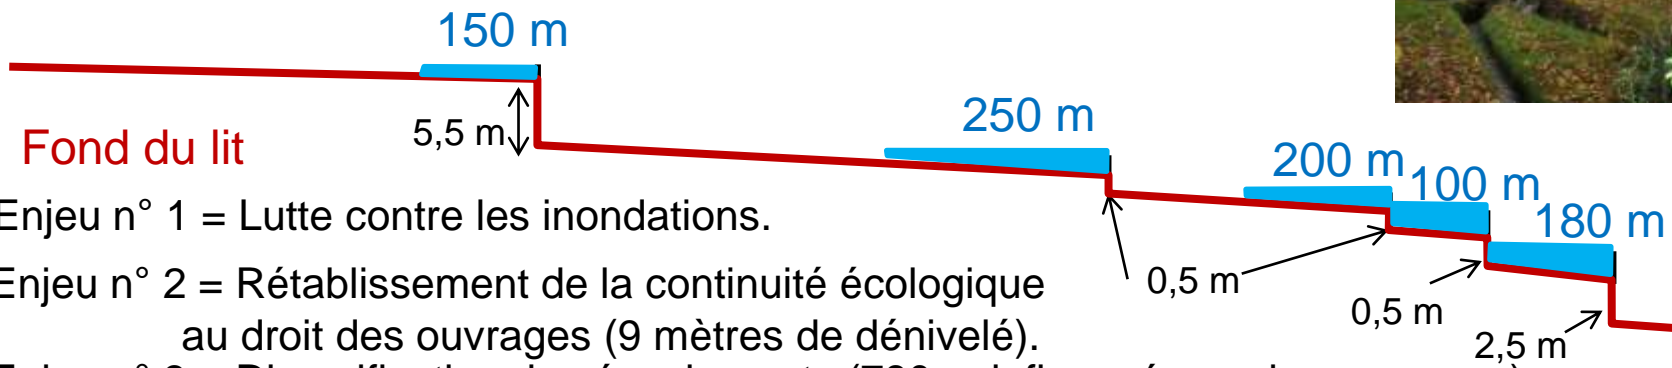 150 m
5,5 m
Fond du lit
250 m
200 m
100 m
180 m
0,5 m
0,5 m
2,5 m
Enjeu n° 1 = Lutte contre les inondations.
Enjeu n° 2 = Rétablissement de la continuité écologique
au droit des ouvrages (9 mètres de dénivelé).